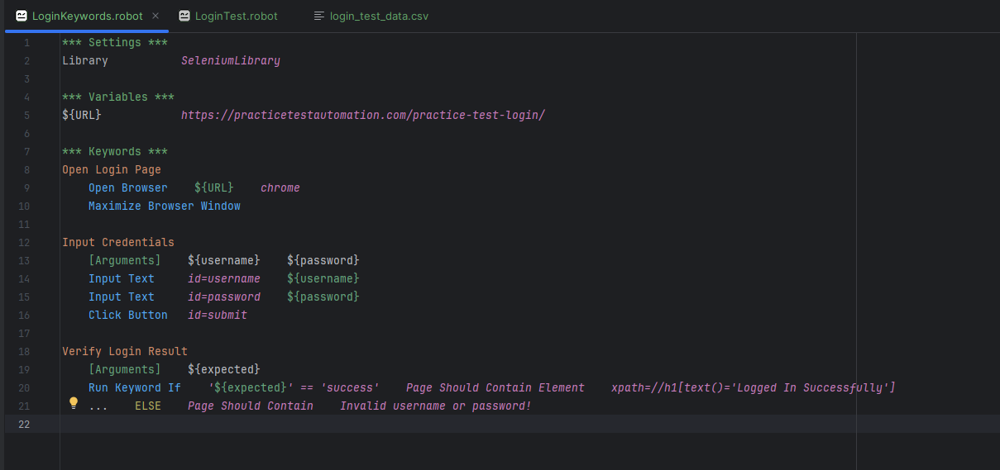 LoginKeywords.robot × LoginTest.robot login_test_data.csv
1 *** Settings ***
2 Library SeleniumLibrary
3
4 *** Variables ***
5 ${URL} https://practicetestautomation.com/practice-test-login/
6
7 *** Keywords ***
8 Open Login Page
9 Open Browser ${URL} chrome
10 Maximize Browser Window
11
12 Input Credentials
13 [Arguments] ${username} ${password}
14 Input Text id=username ${username}
15 Input Text id=password ${password}
16 Click Button id=submit
17
18 Verify Login Result
19 [Arguments] ${expected}
20 Run Keyword If '${expected}' == 'success' Page Should Contain Element xpath=//h1[text()='Logged In Successfully']
21 ... ELSE Page Should Contain Invalid username or password!
22